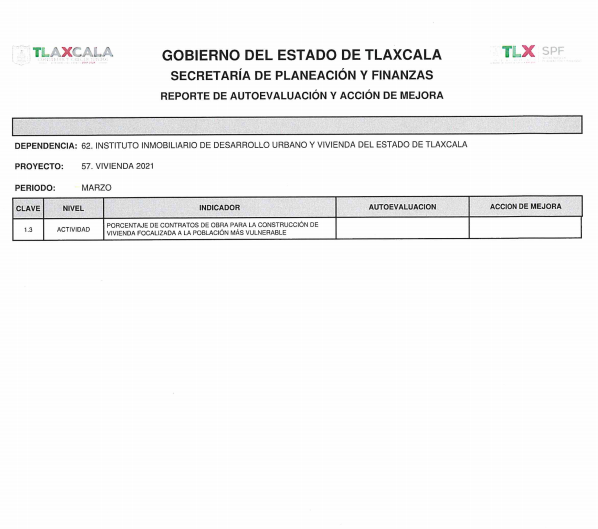 TLAXCALA
TLX SPF
GOBIERNO DEL ESTADO DE TLAXCALA
SECRETARÍA DE PLANEACIÓN Y FINANZAS
REPORTE DE AUTOEVALUACIÓN Y ACCIÓN DE MEJORA
DEPENDENCIA: 62. INSTITUTO INMOBILIARIO DE DESARROLLO URBANO Y VIVIENDA DEL ESTADO DE TLAXCALA
PROYECTO: 57. VIVIENDA 2021
PERIODO: MARZO
CLAVE NIVEL INDICADOR AUTOEVALUACION ACCION DE MEJORA
1.3 ACTIVIDAD PORCENTAJE DE CONTRATOS DE OBRA PARA LA CONSTRUCCIÓN DE
VIVIENDA FOCALIZADA A LA POBLACIÓN MÁS VULNERABLE